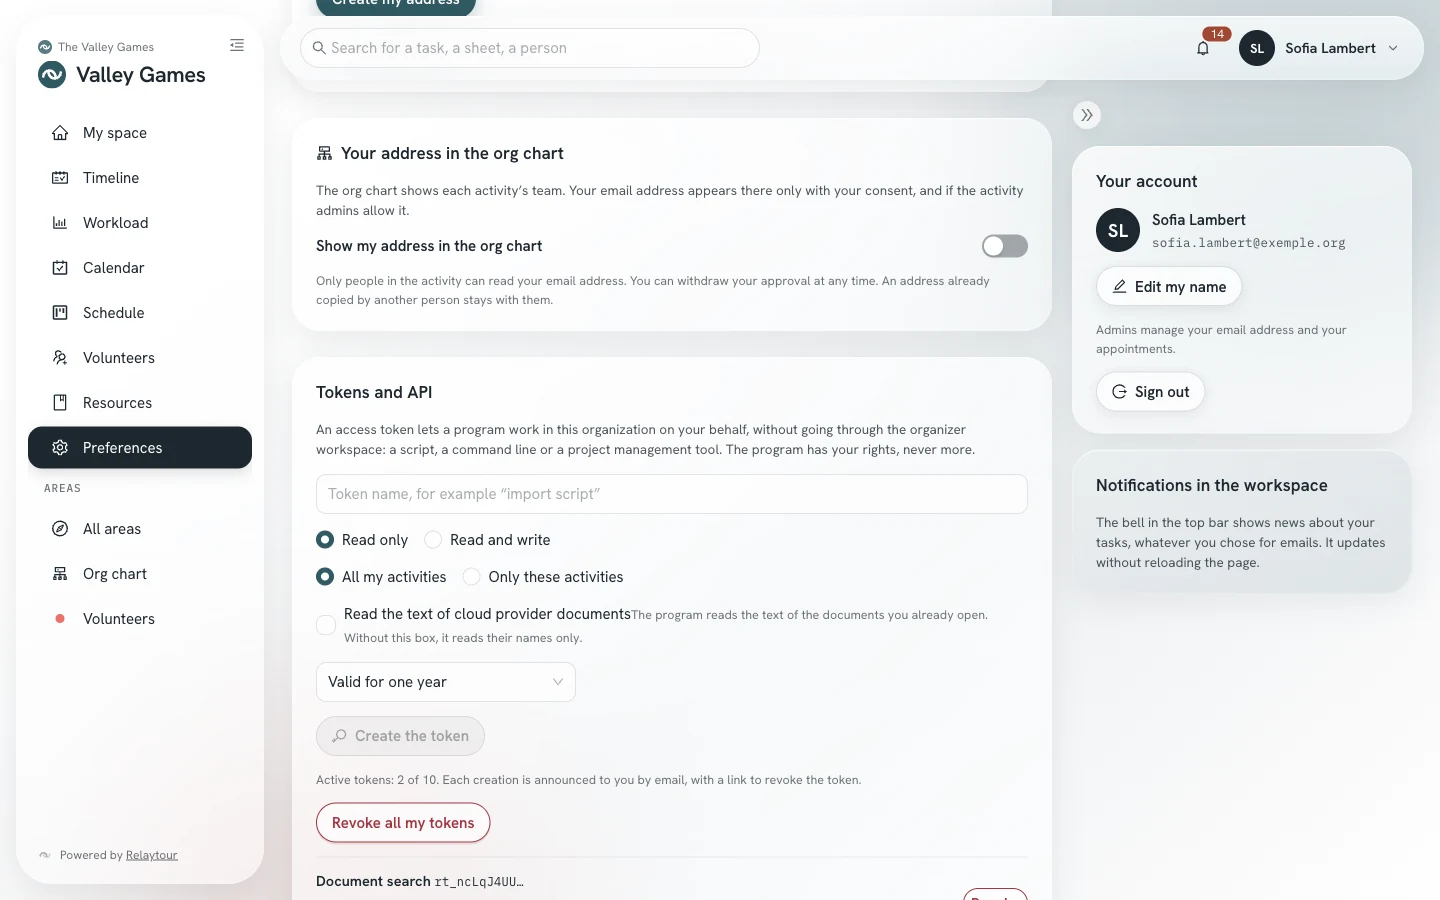 The Valley Games
Valley Games
My space
Timeline
Workload
Calendar
Schedule
Volunteers
Resources
Preferences
AREAS
All areas
Org chart
Volunteers
Powered by Relaytour
Create my address
Search for a task, a sheet, a person
14
SL
Sofia Lambert
Your address in the org chart
The org chart shows each activity’s team. Your email address appears there only with your consent, and if the activity
admins allow it.
Show my address in the org chart
Only people in the activity can read your email address. You can withdraw your approval at any time. An address already
copied by another person stays with them.
Tokens and API
An access token lets a program work in this organization on your behalf, without going through the organizer
workspace: a script, a command line or a project management tool. The program has your rights, never more.
Token name, for example “import script”
Read only
Read and write
All my activities
Only these activities
Read the text of cloud provider documentsThe program reads the text of the documents you already open.
Without this box, it reads their names only.
Valid for one year
Create the token
Active tokens: 2 of 10. Each creation is announced to you by email, with a link to revoke the token.
Revoke all my tokens
Document search rt_ncLqJ4UU…
Your account
SL
Sofia Lambert
sofia.lambert@exemple.org
Edit my name
Admins manage your email address and your
appointments.
Sign out
Notifications in the workspace
The bell in the top bar shows news about your
tasks, whatever you chose for emails. It updates
without reloading the page.